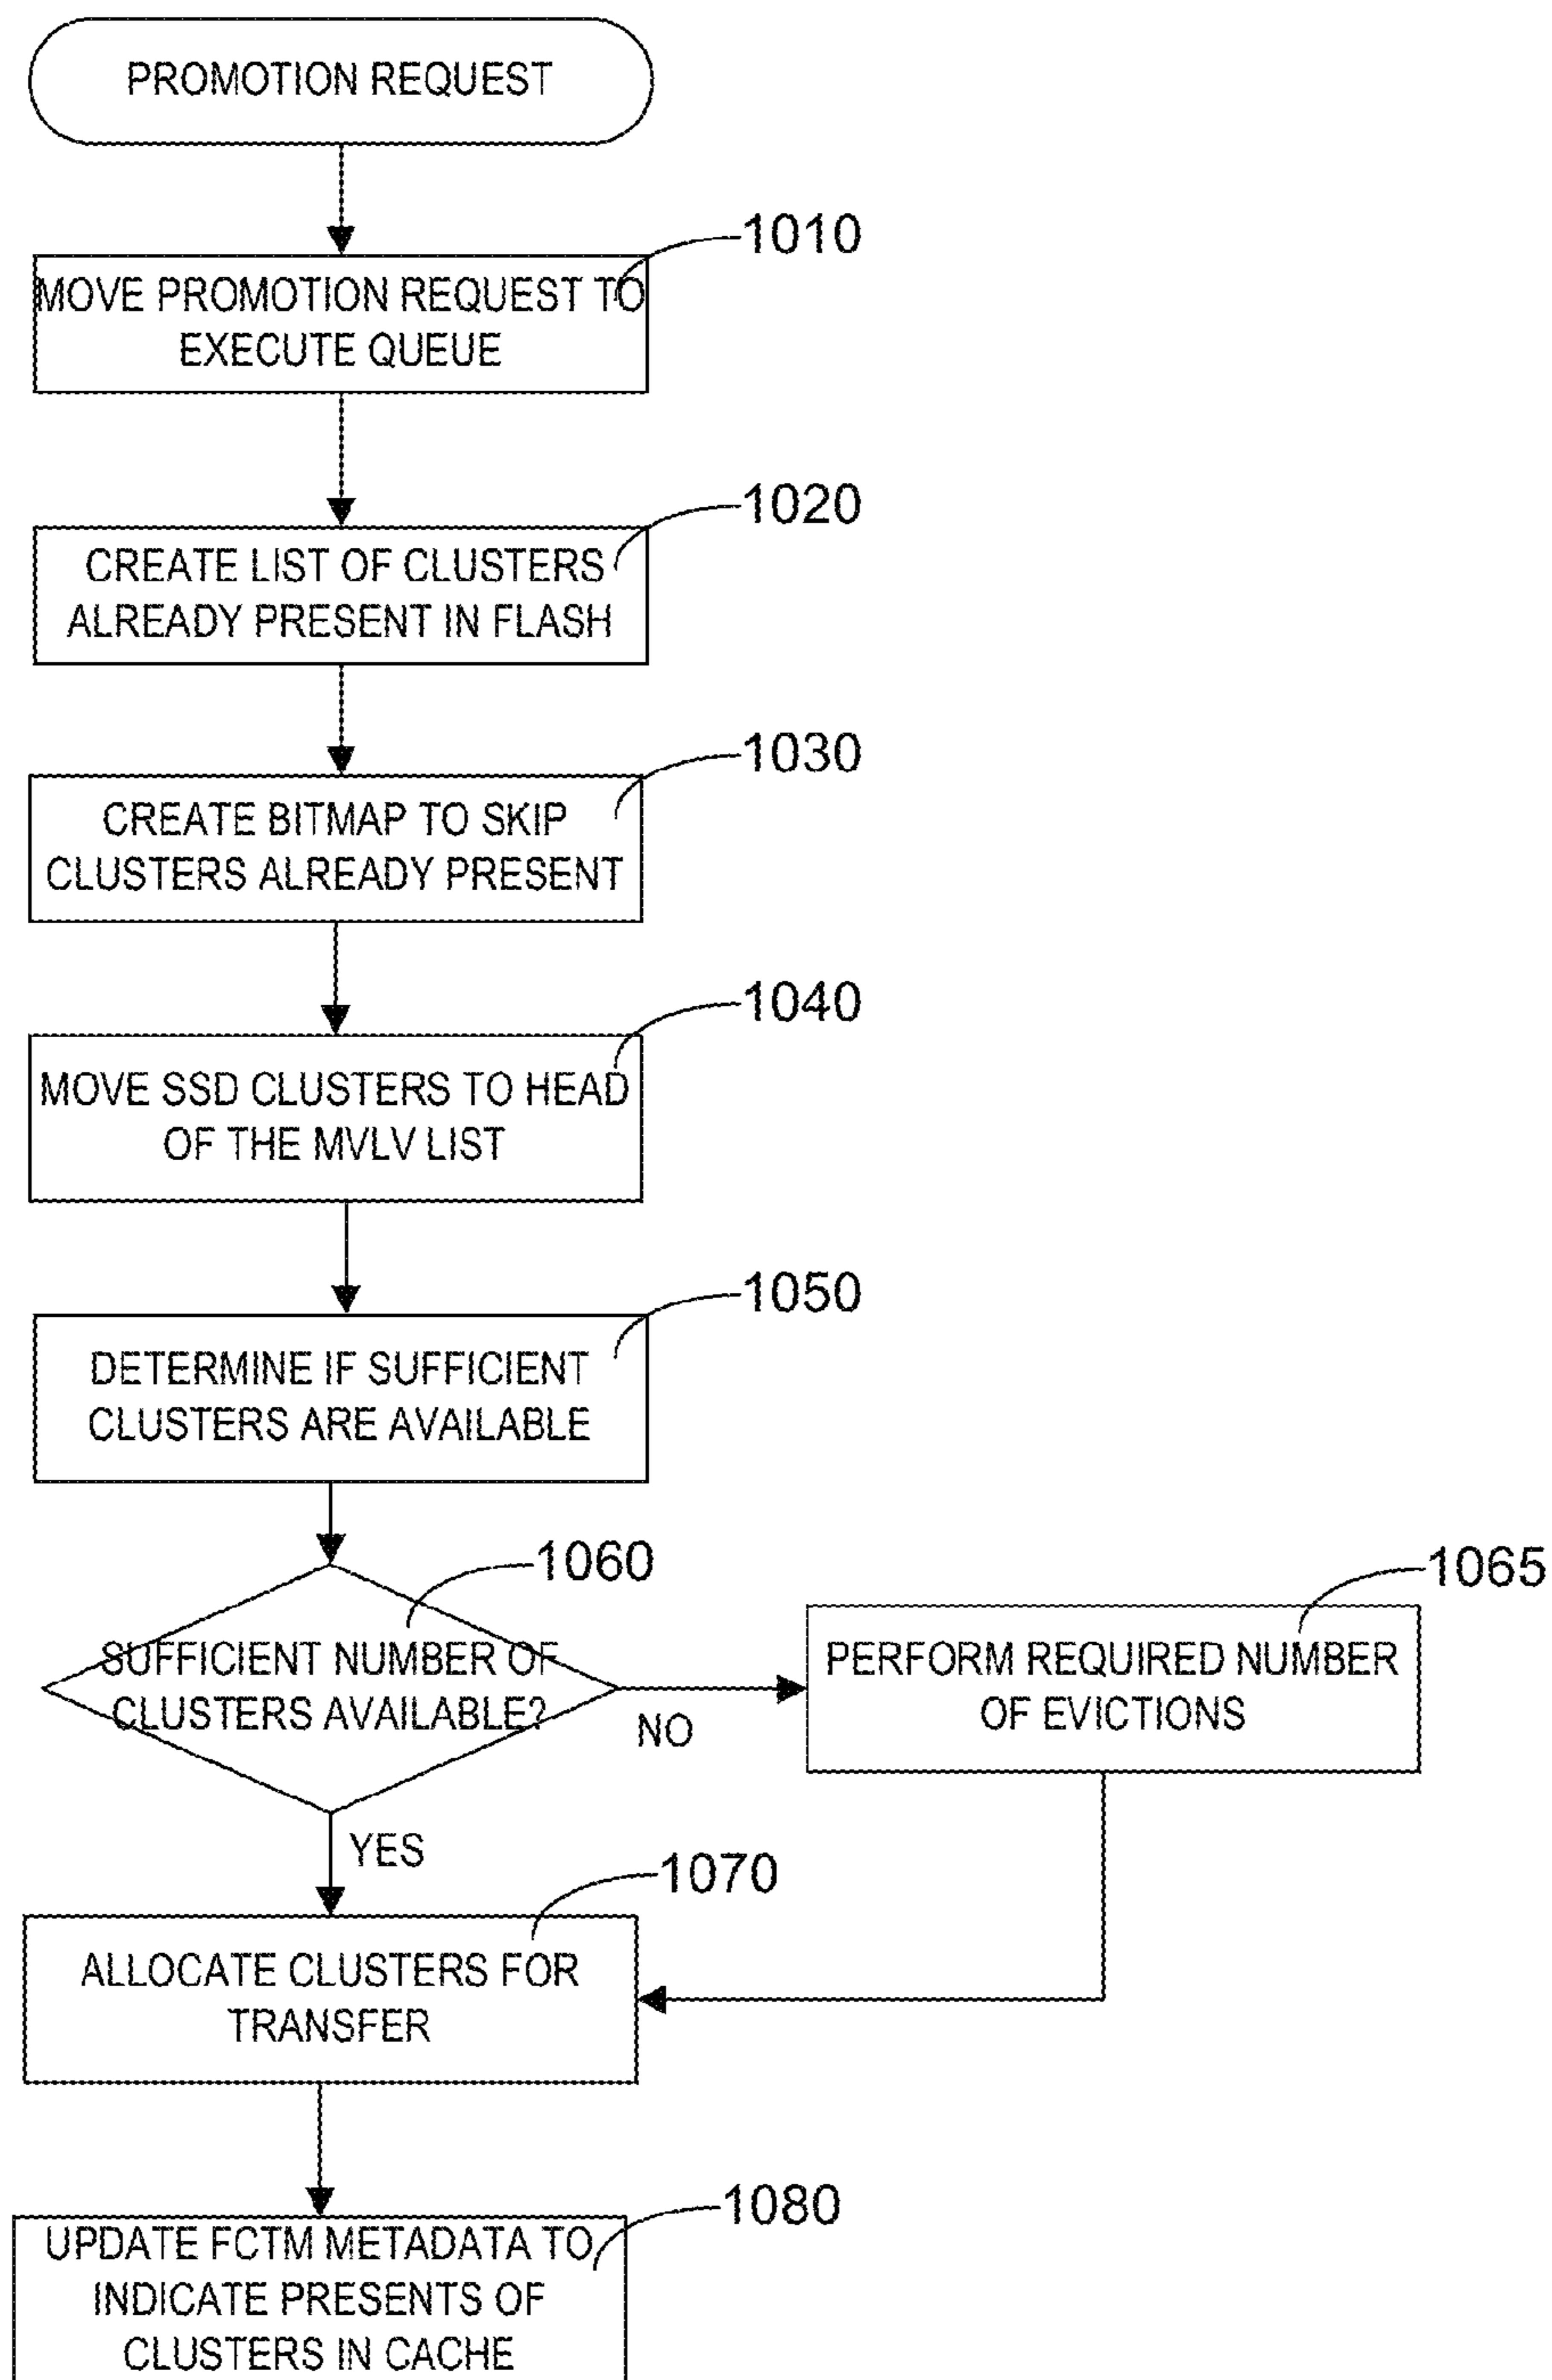 PROMOTION REQUEST
1010
MOVE PROMOTION REQUEST TO
EXECUTE QUEUE
1020
CREATE LIST OF CLUSTERS
ALREADY PRESENT IN FLASH
1030
CREATE BITMAP TO SKIP
CLUSTERS ALREADY PRESENT
1040
MOVE SSD CLUSTERS TO HEAD
OF THE MVLV LIST
1050
DETERMINE IF SUFFICIENT
CLUSTERS ARE AVAILABLE
1060
SUFFICIENT NUMBER OF
CLUSTERS AVAILABLE?
NO
1065
PERFORM REQUIRED NUMBER
OF EVICTIONS
YES
1070
ALLOCATE CLUSTERS FOR
TRANSFER
1080
UPDATE FCTM METADATA TO
INDICATE PRESENTS OF
CLUSTERS IN CACHE